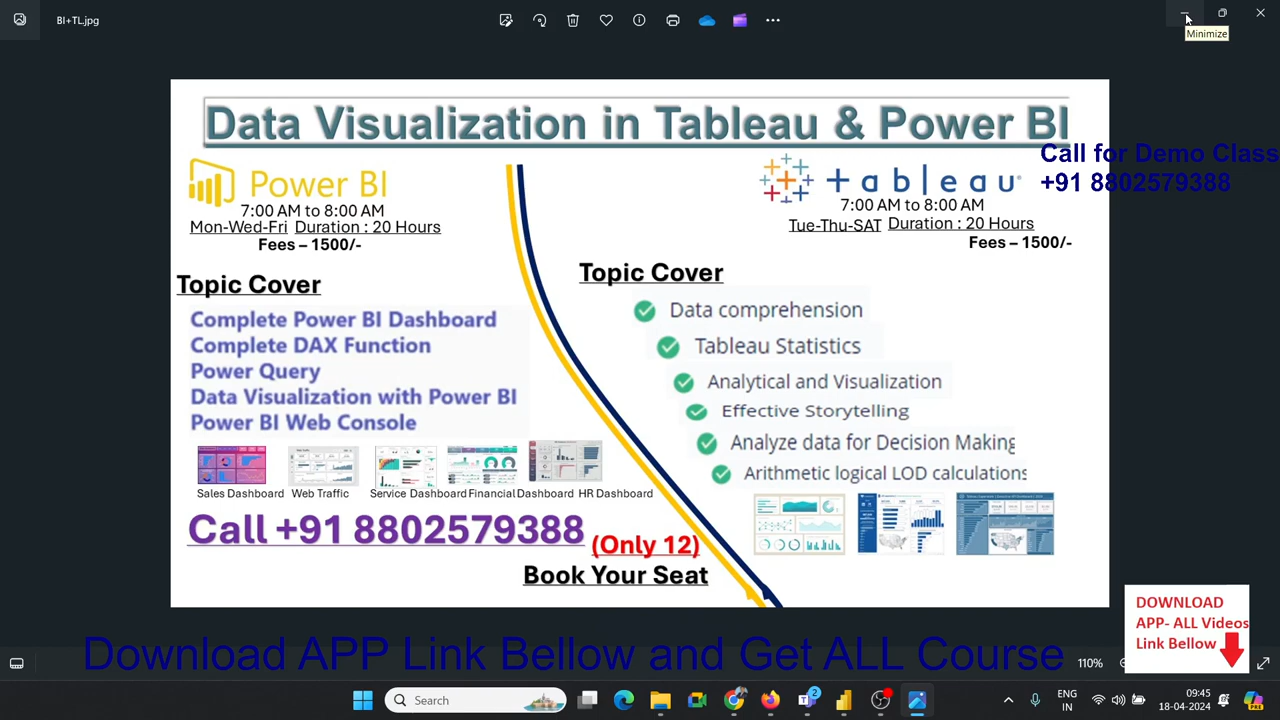 BI+TL.jpg
Minimize
Data Visualization in Tableau & Power BI
Call for Demo Class
+91 8802579388
Power BI
7:00 AM to 8:00 AM
Mon-Wed-Fri Duration : 20 Hours
Fees – 1500/-
+ableau
7:00 AM to 8:00 AM
Tue-Thu-SAT Duration : 20 Hours
Fees – 1500/-
Topic Cover
Complete Power BI Dashboard
Complete DAX Function
Power Query
Data Visualization with Power BI
Power BI Web Console
Sales Dashboard Web Traffic Service Dashboard Financial Dashboard HR Dashboard
Topic Cover
Data comprehension
Tableau Statistics
Analytical and Visualization
Effective Storytelling
Analyze data for Decision Making
Arithmetic logical LOD calculations
Call +91 8802579388
(Only 12)
Book Your Seat
DOWNLOAD
APP- ALL Videos
Link Bellow
Download APP Link Bellow and Get ALL Course
110%
Search
2
ENG
IN
09:45
18-04-2024